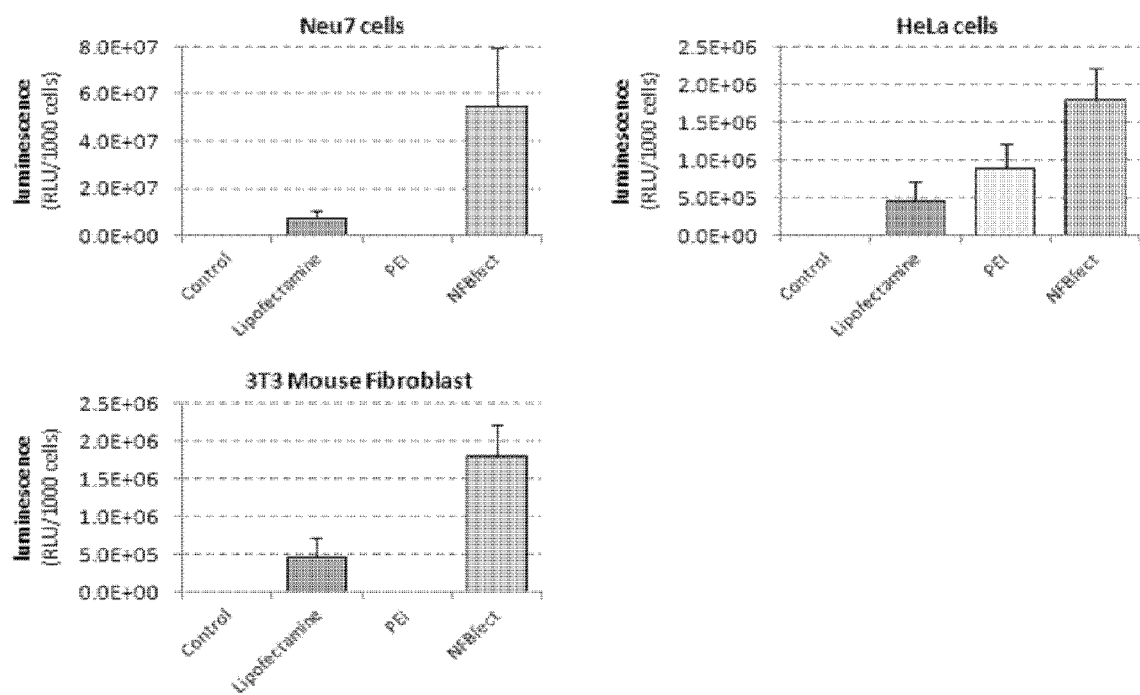 Neu7 cells
luminescence
(RLU/1000 cells)
8.0E+07
6.0E+07
4.0E+07
2.0E+07
0.0E+00
Control
Lipofectamine
PEI
NFBfect
HeLa cells
luminescence
(RLU/1000 cells)
2.5E+06
2.0E+06
1.5E+06
1.0E+06
5.0E+05
0.0E+00
Control
Lipofectamine
PEI
NFBfect
3T3 Mouse Fibroblast
luminescence
(RLU/1000 cells)
2.5E+06
2.0E+06
1.5E+06
1.0E+06
5.0E+05
0.0E+00
Control
Lipofectamine
PEI
NFBfect